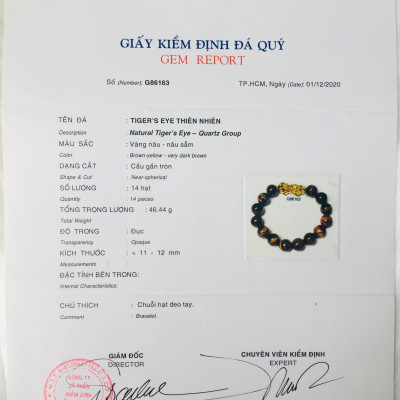 GIẤY KIỂM ĐỊNH ĐÁ QUÝ
GEM REPORT
Số (Number): G86163 TP.HCM, Ngày (Date) 01/12/2020
TÊN ĐÁ : TIGER'S EYE THIÊN NHIÊN
Description : Natural Tiger's Eye – Quartz Group
MÀU SẮC : Vàng nâu - nâu sẫm
Color : Brown yellow - very dark brown
DẠNG CẮT : Cầu gần tròn
Shape & Cut : Near-spherical
SỐ LƯỢNG : 14 hạt
Quantity : 14 pieces
TỔNG TRỌNG LƯỢNG : 46.44 g
Total Weight
ĐỘ TRONG : Đục
Transparency : Opaque
KÍCH THƯỚC : ≈ 11 - 12 mm
Measurements :
ĐẶC TÍNH BÊN TRONG:
Internal Characteristics:
G86163
CHÚ THÍCH : Chuỗi hạt đeo tay.
Comment : Bracelet.
GIÁM ĐỐC CHUYÊN VIÊN KIỂM ĐỊNH
DIRECTOR EXPERT
CÔNG TY